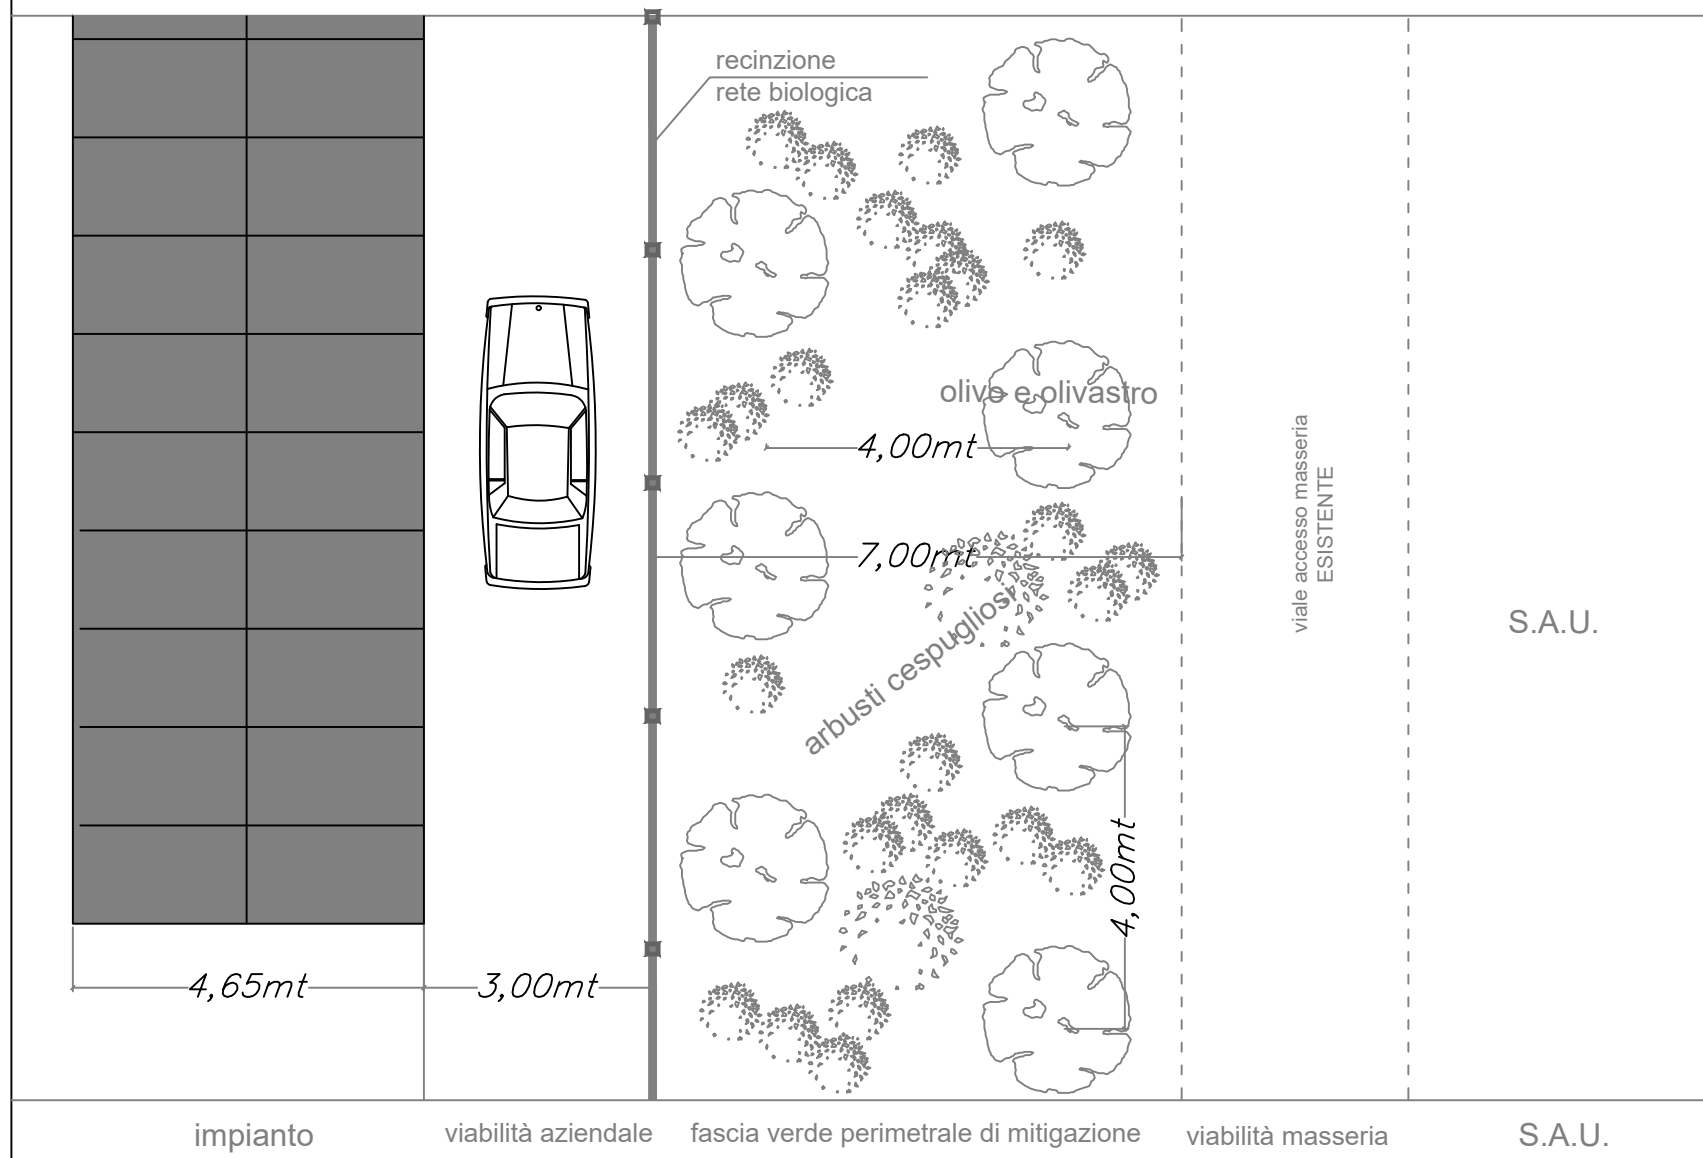 recinzione
rete biologica
olivo e olivastro
4,00mt
7,00mt
arbusti cespugliosi
4,00mt
viale accesso masseria
ESISTENTE
S.A.U.
4,65mt
3,00mt
impianto
viabilità aziendale
fascia verde perimetrale di mitigazione
viabilità masseria
S.A.U.